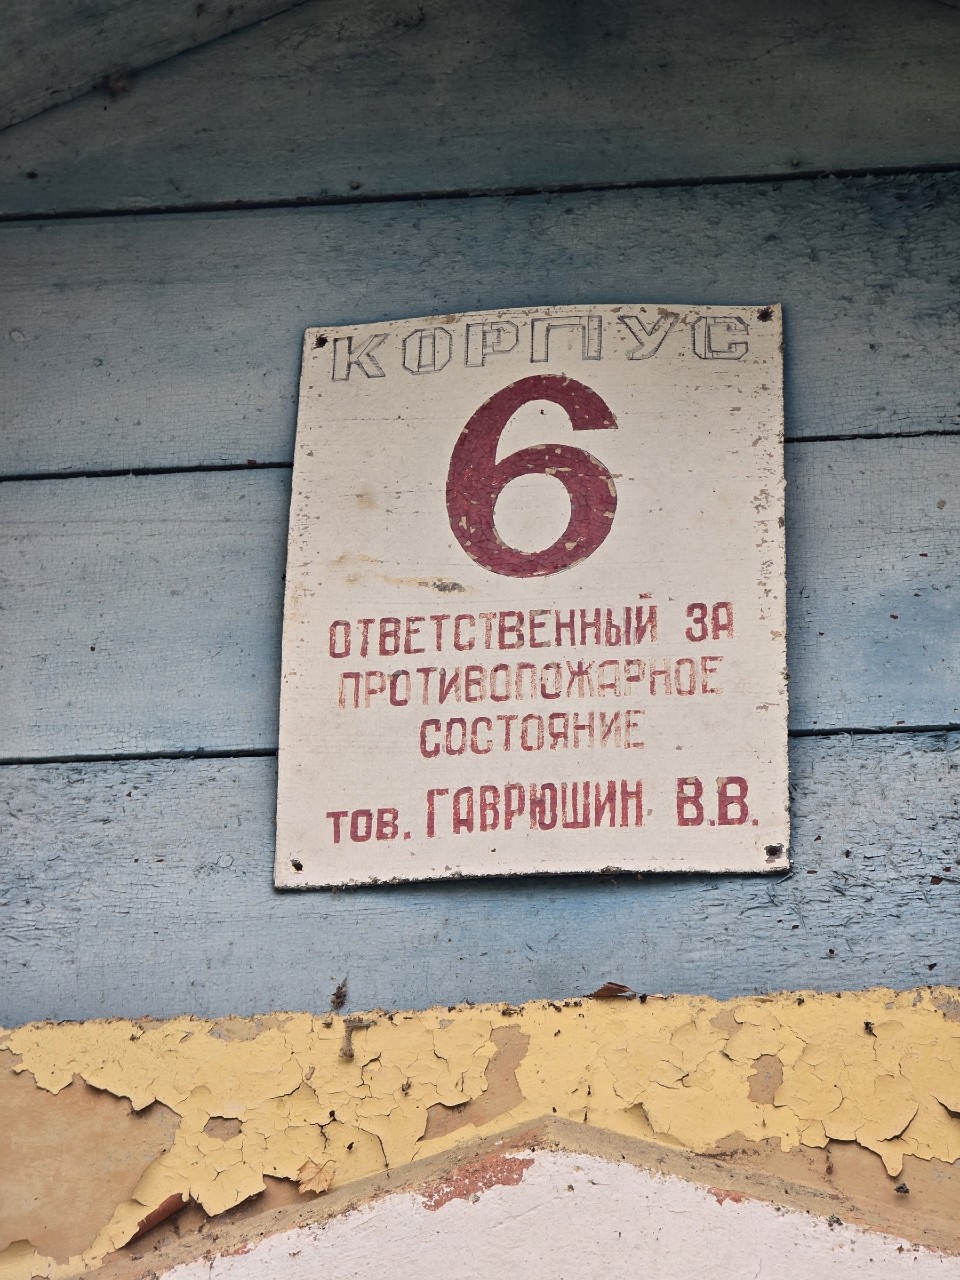 КОРПУС
6
ОТВЕТСТВЕННЫЙ ЗА
ПРОТИВОПОЖАРНОЕ
СОСТОЯНИЕ
ТОВ. ГАВРЮШИН В.В.